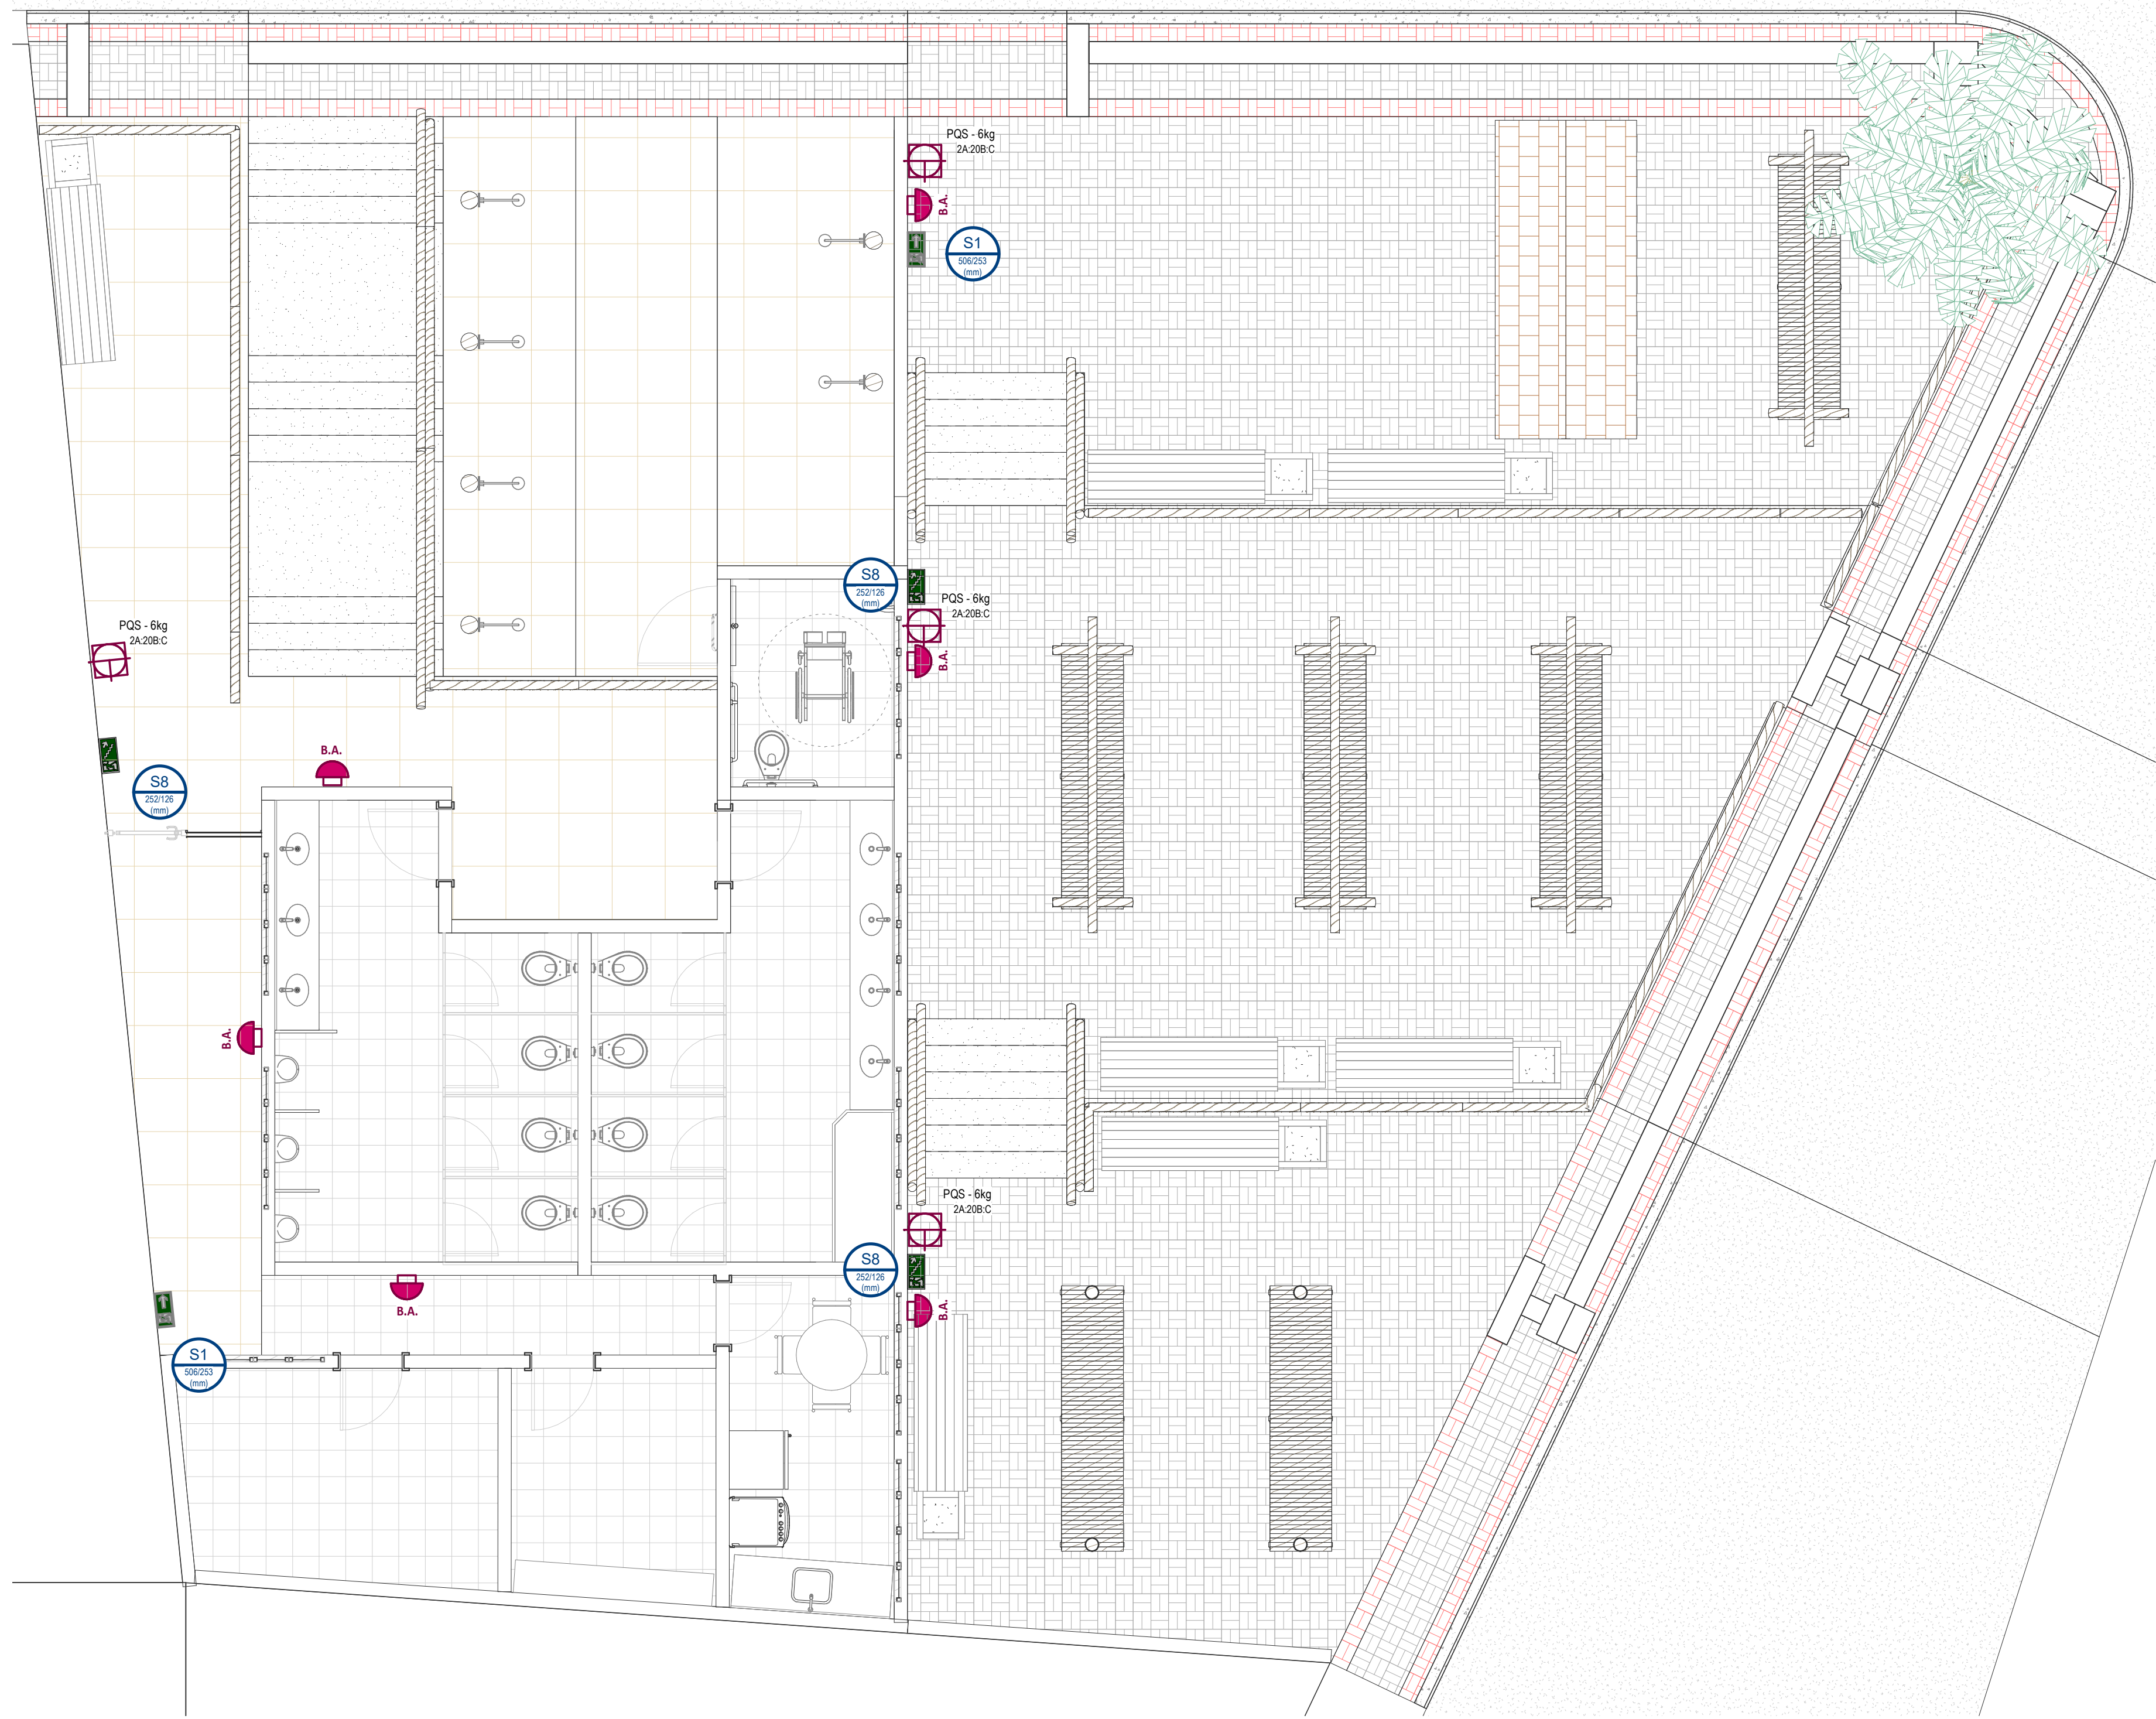 PQS - 6kg
2A:20B:C
B.A.
S1
506/253
(mm)
S8
252/126
(mm)
PQS - 6kg
2A:20B:C
B.A.
PQS - 6kg
2A:20B:C
S8
252/126
(mm)
B.A.
B.A.
PQS - 6kg
2A:20B:C
S8
252/126
(mm)
B.A.
B.A.
S1
506/253
(mm)